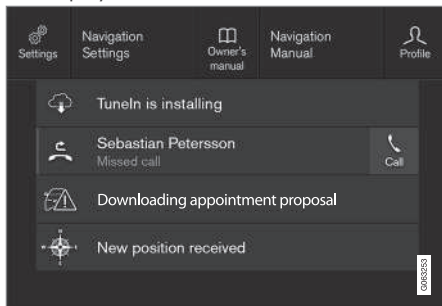 Settings
Navigation
Settings
Owner's
manual
Navigation
Manual
Profile
TuneIn is installing
Sebastian Petersson
Missed call
Call
Downloading appointment proposal
New position received
G063253